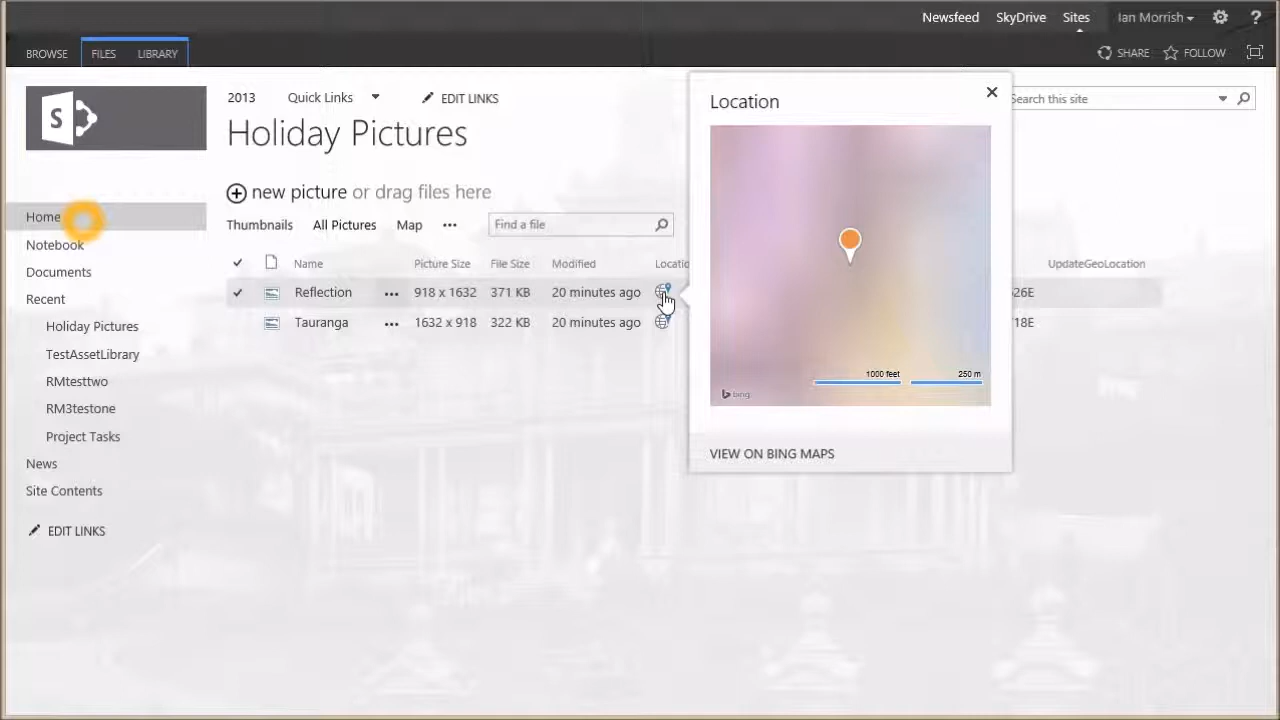 Newsfeed SkyDrive Sites Ian Morrish ?
BROWSE FILES LIBRARY SHARE FOLLOW
S
2013 Quick Links EDIT LINKS
Holiday Pictures
Search this site
new picture or drag files here
Thumbnails All Pictures Map ••• Find a file
Name Picture Size File Size Modified Locatio UpdateGeoLocation
Reflection ••• 918 x 1632 371 KB 20 minutes ago 526E
Tauranga ••• 1632 x 918 322 KB 20 minutes ago 18E
Home
Notebook
Documents
Recent
Holiday Pictures
TestAssetLibrary
RMtesttwo
RM3testone
Project Tasks
News
Site Contents
EDIT LINKS
Location
1000 feet 250 m
bing
VIEW ON BING MAPS